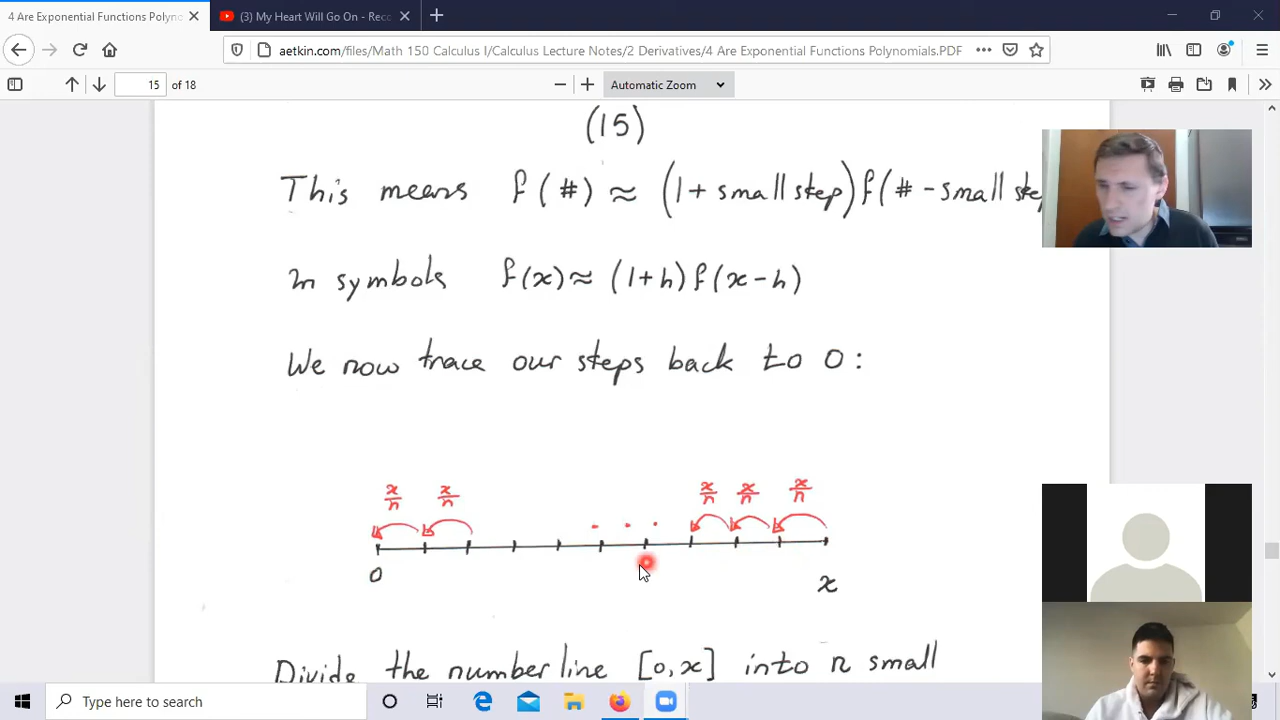 4 Are Exponential Functions Polyno
(3) My Heart Will Go On - Reco
aetkin.com/files/Math 150 Calculus I/Calculus Lecture Notes/2 Derivatives/4 Are Exponential Functions Polynomials.PDF
15 of 18
Automatic Zoom
(15)
This means f(#) ≈ (1 + small step) f(# - small step
In symbols f(x) ≈ (1+h) f(x-h)
We now trace our steps back to 0:
x/n x/n . . . x/n x/n x/n
0 x
Divide the number line [0,x] into n small
Type here to search